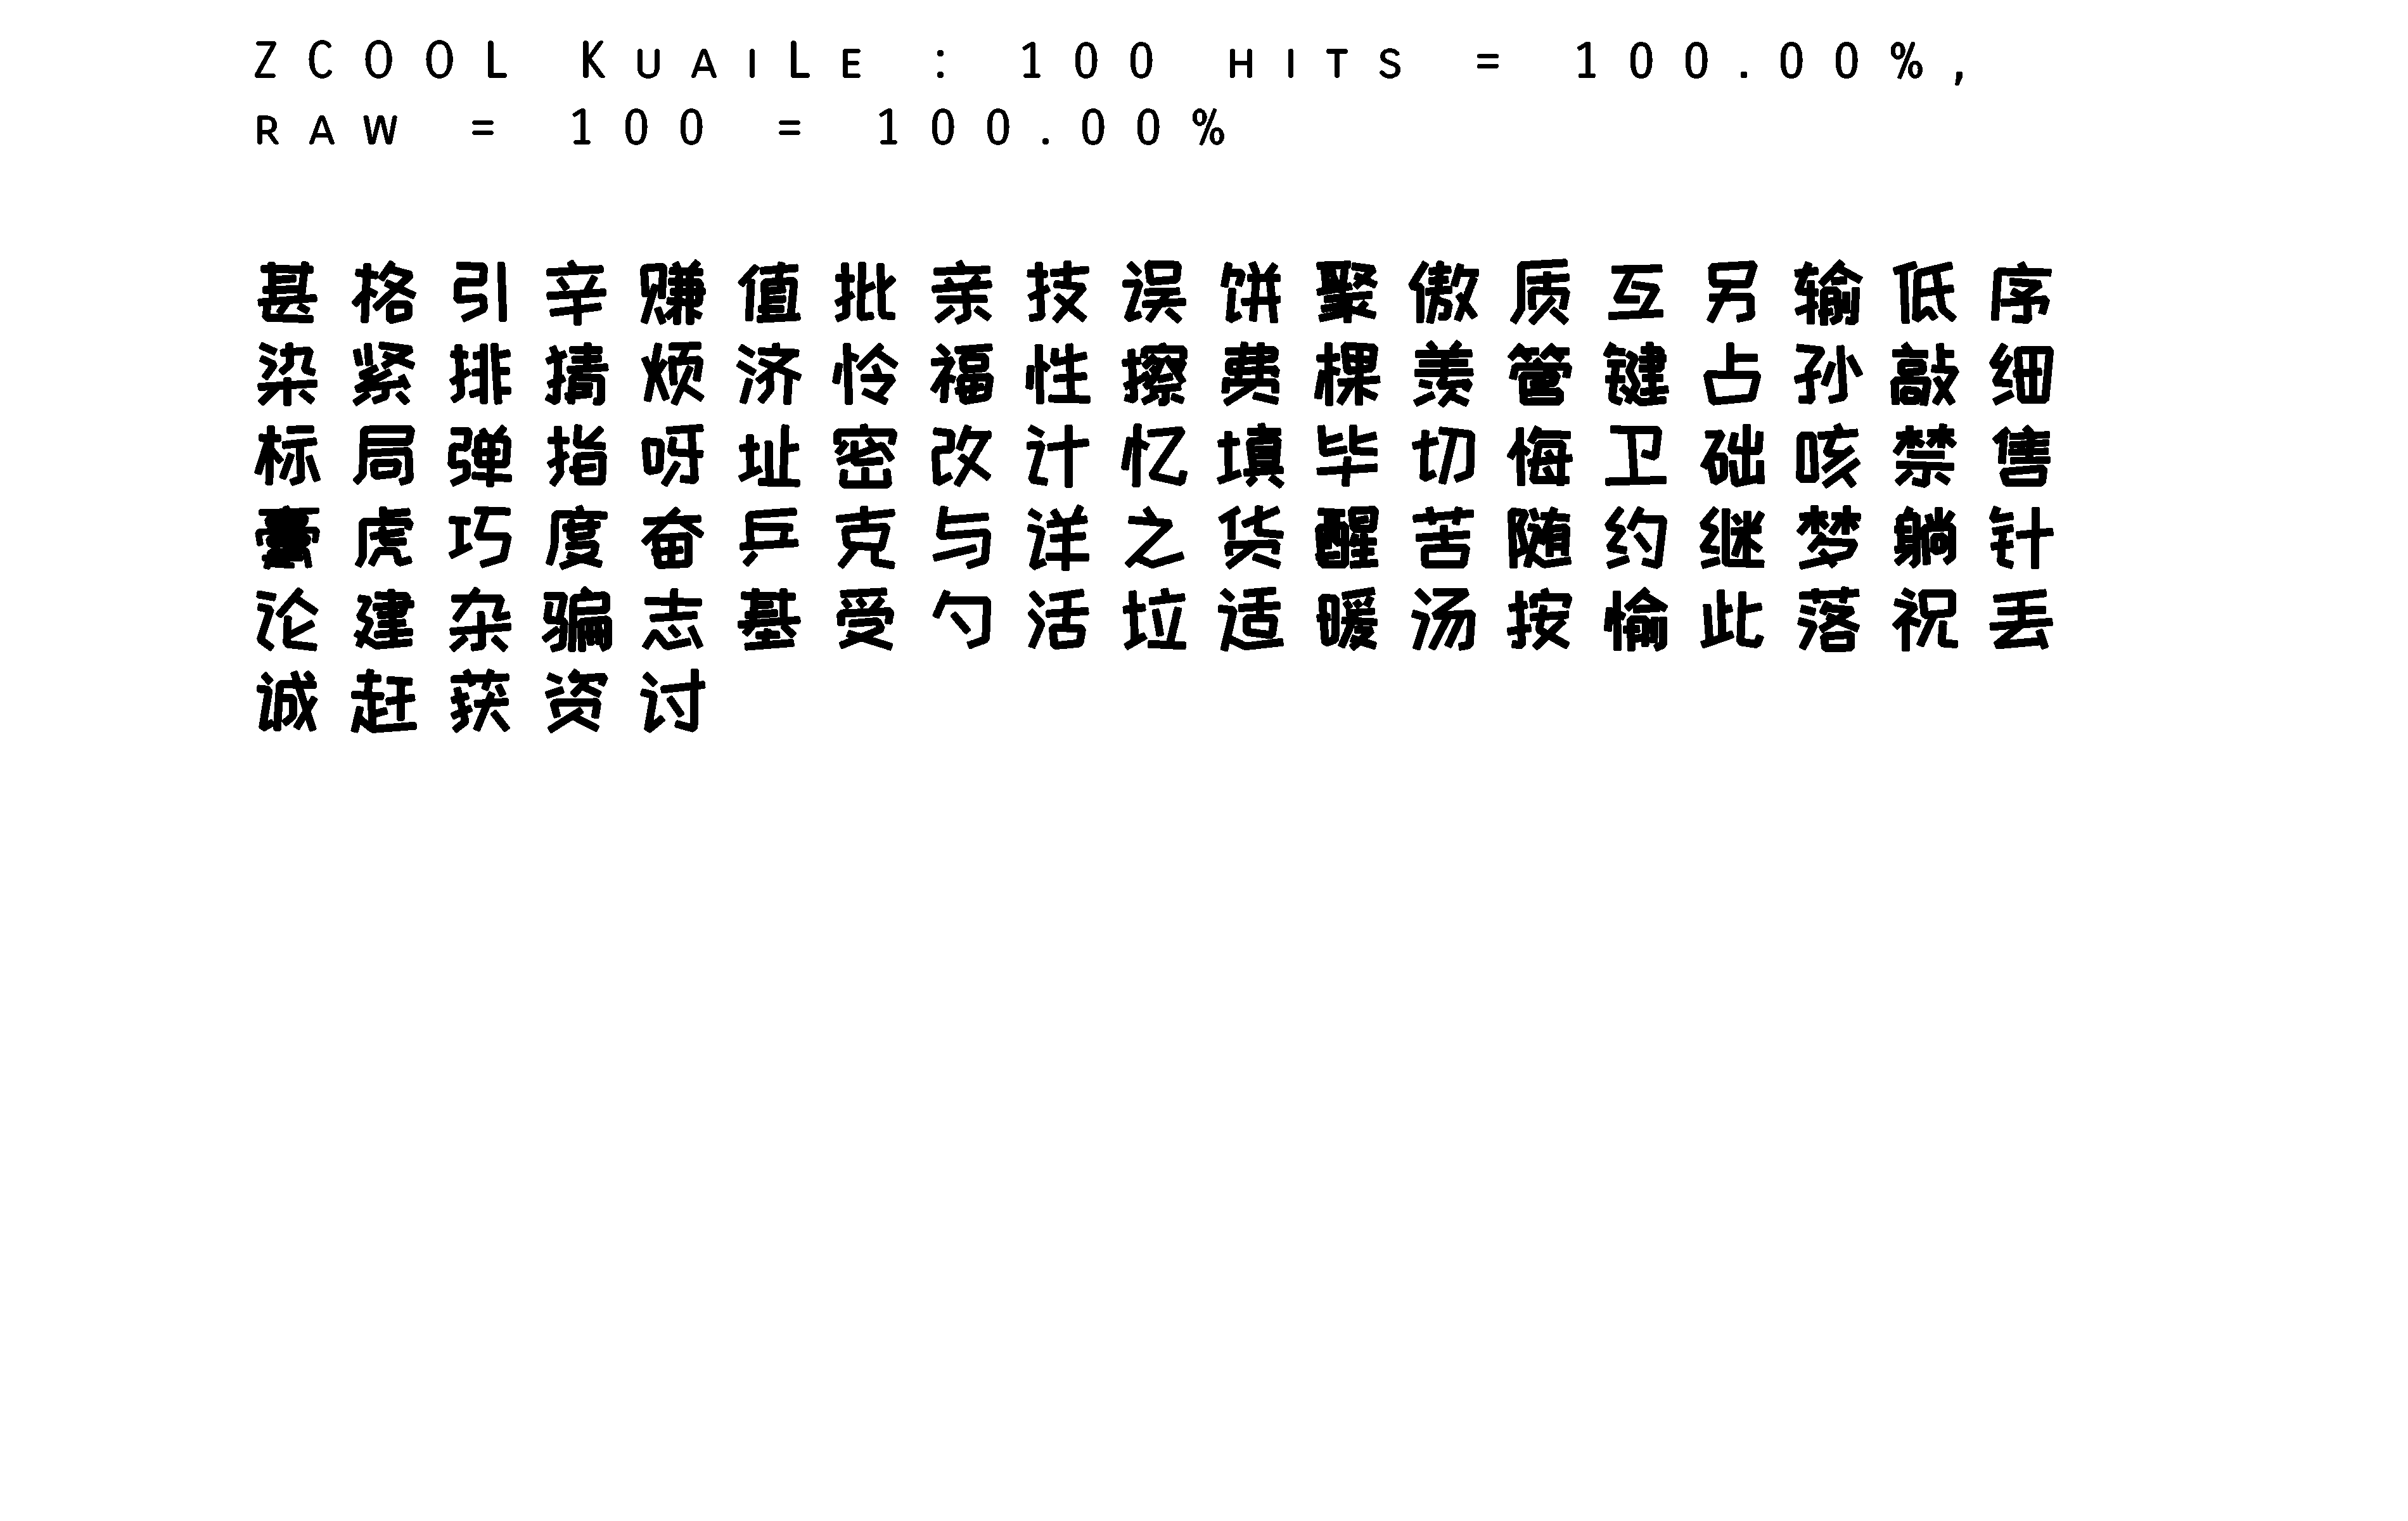 ZCOOL KuaiLe : 100 hits = 100.00%,
raw = 100 = 100.00%
甚格引辛赚值批亲技误饼聚傲质互另输低序
染紧排猜烦济怜福性擦费棵羡管键占孙敲细
标局弹指呀址密改计忆填毕切悔卫础咳禁售
囊虎巧度奋乒克与洋之货醒苦随约继梦躺针
论建杂骗志基受勺活垃适暖汤按愉此落祝丢
诚赶获资讨